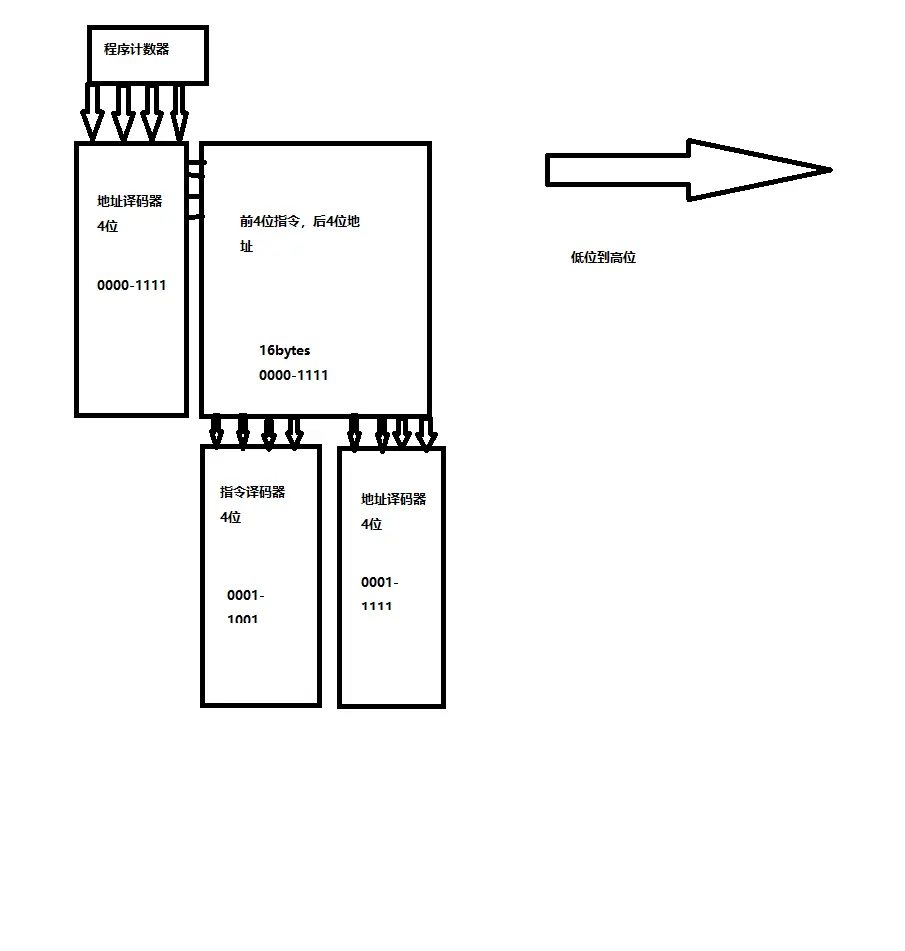 程序计数器
地址译码器
4位
0000-1111
前4位指令，后4位地
址
16bytes
0000-1111
低位到高位
指令译码器
4位
0001-
1001
地址译码器
4位
0001-
1111